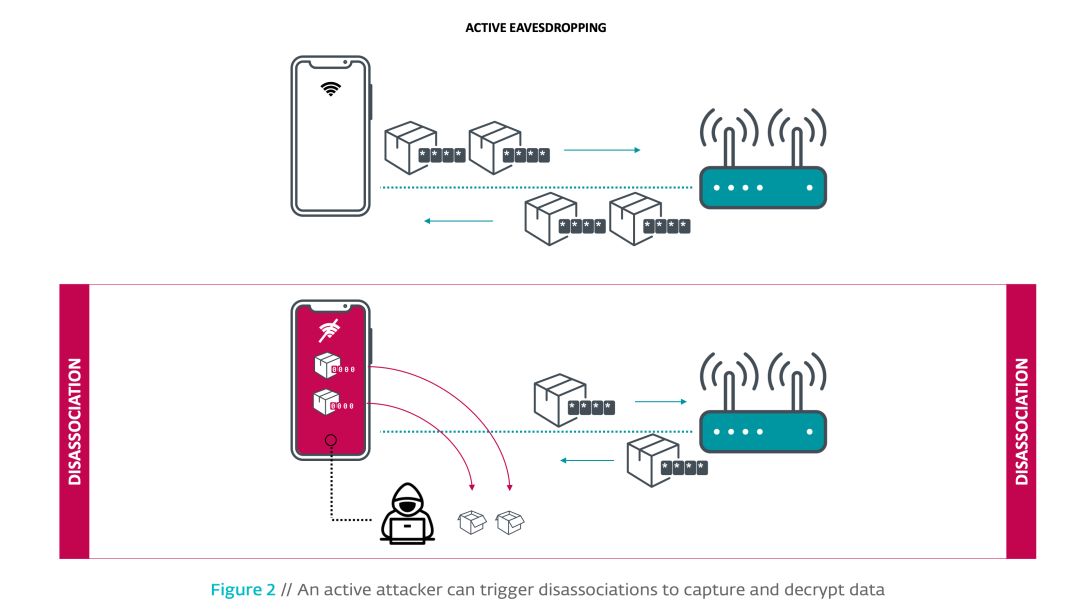 ACTIVE EAVESDROPPING
****
****
****
****
DISASSOCIATION
0000
0000
****
****
DISASSOCIATION
Figure 2 // An active attacker can trigger disassociations to capture and decrypt data